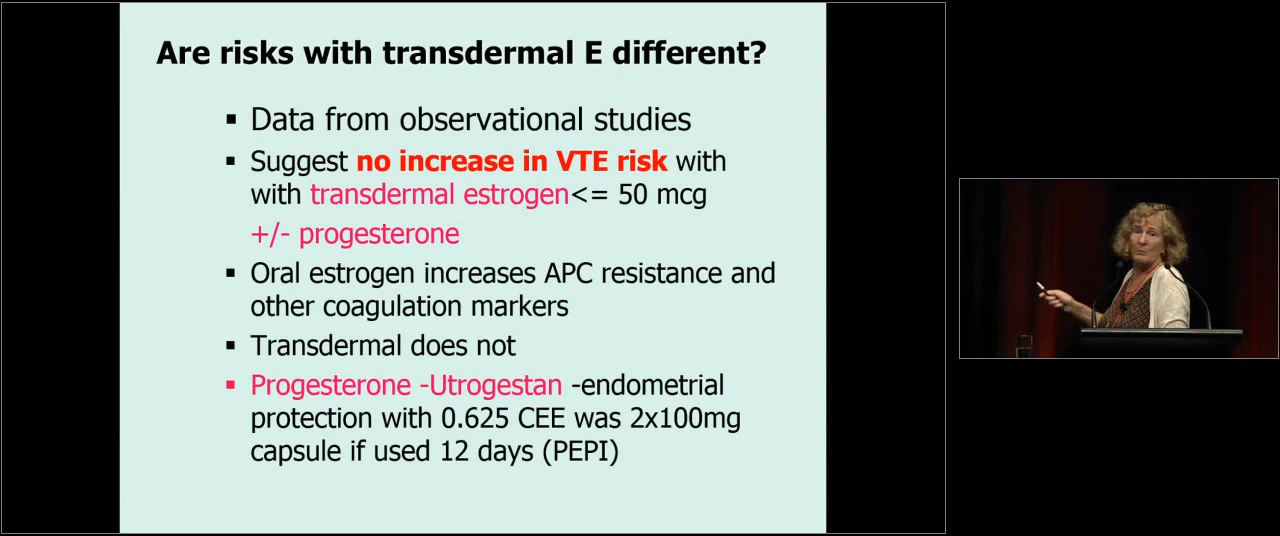 Are risks with transdermal E different?
▪ Data from observational studies
▪ Suggest no increase in VTE risk with
with transdermal estrogen<= 50 mcg
+/- progesterone
▪ Oral estrogen increases APC resistance and
other coagulation markers
▪ Transdermal does not
▪ Progesterone -Utrogestan -endometrial
protection with 0.625 CEE was 2x100mg
capsule if used 12 days (PEPI)